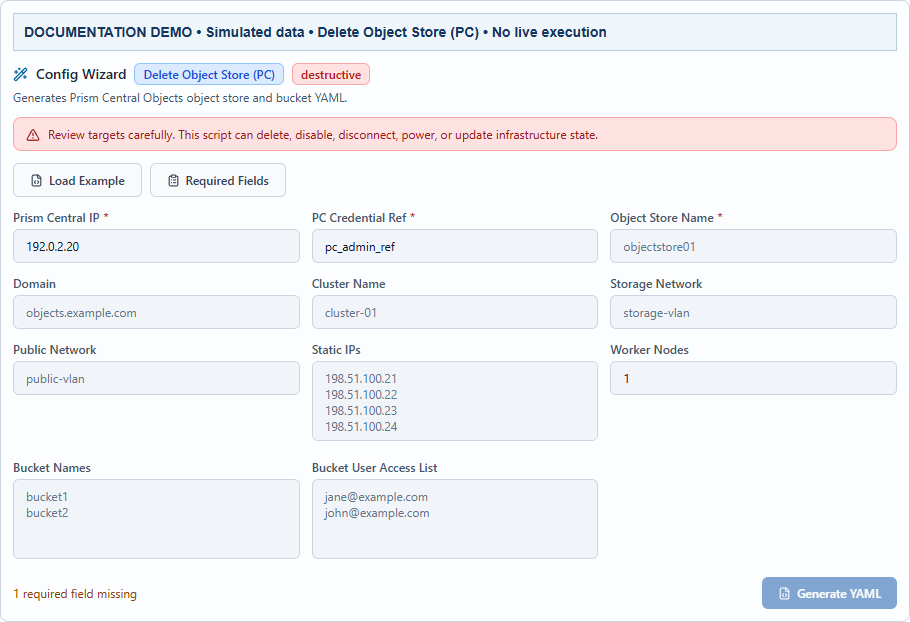 DOCUMENTATION DEMO • Simulated data • Delete Object Store (PC) • No live execution
Config Wizard
Delete Object Store (PC)
destructive
Generates Prism Central Objects object store and bucket YAML.
Review targets carefully. This script can delete, disable, disconnect, power, or update infrastructure state.
Load Example
Required Fields
Prism Central IP *
PC Credential Ref *
Object Store Name *
192.0.2.20
pc_admin_ref
objectstore01
Domain
Cluster Name
Storage Network
objects.example.com
cluster-01
storage-vlan
Public Network
Static IPs
Worker Nodes
public-vlan
198.51.100.21
198.51.100.22
198.51.100.23
198.51.100.24
1
Bucket Names
Bucket User Access List
bucket1
bucket2
jane@example.com
john@example.com
1 required field missing
Generate YAML